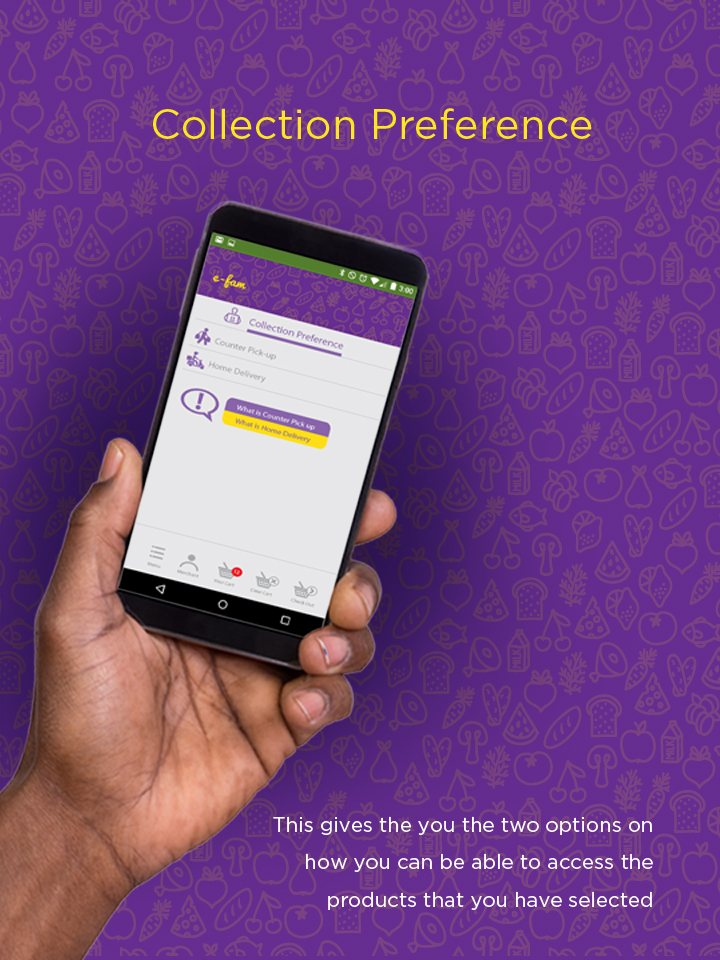 Collection Preference
3:00
e-fam
Collection Preference
Counter Pick-up
Home Delivery
What is Counter Pick up
What is Home Delivery
Menu Merchant Your Cart Clear Cart Check Out
This gives the you the two options on
how you can be able to access the
products that you have selected